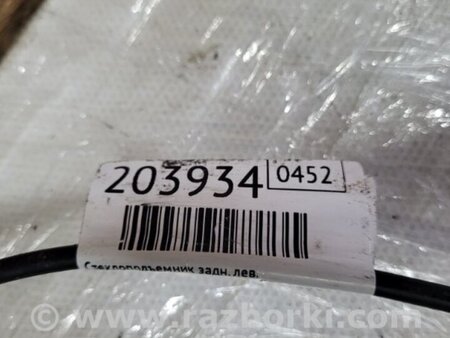 203934 0452
Стеклоподъемник задн. лев.
www.razborki.com